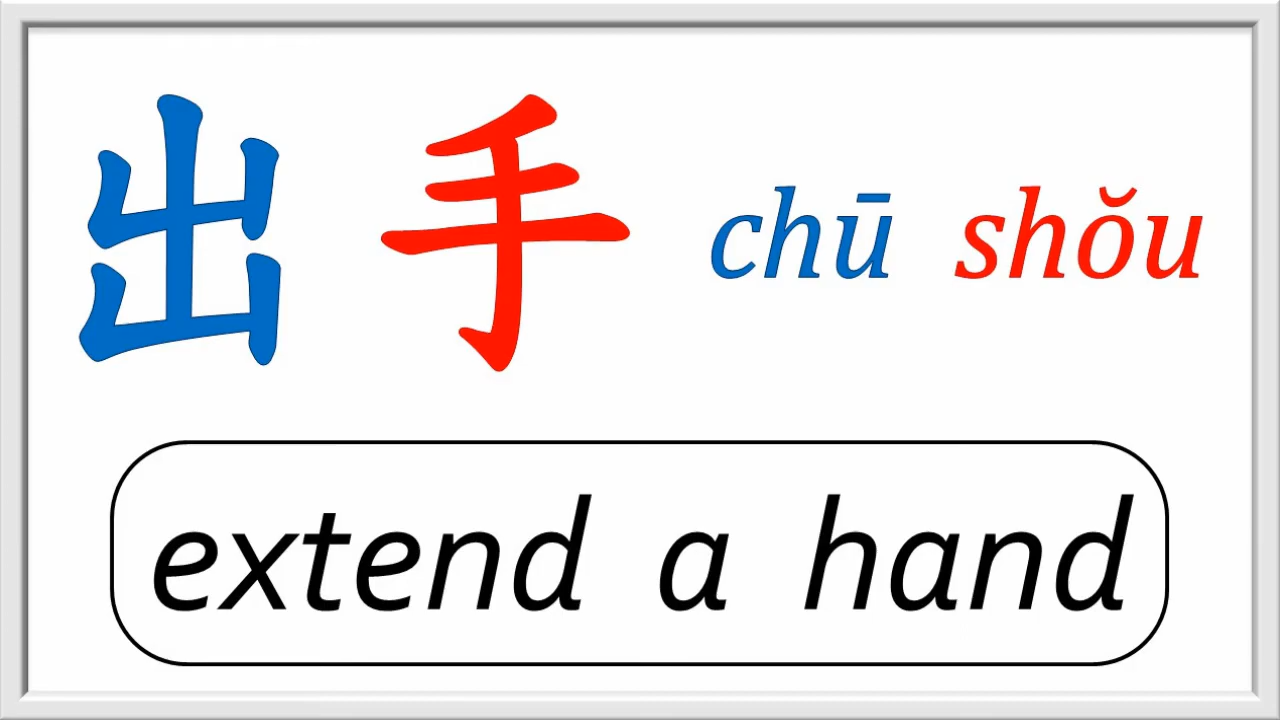 出手 chū shŏu
extend a hand